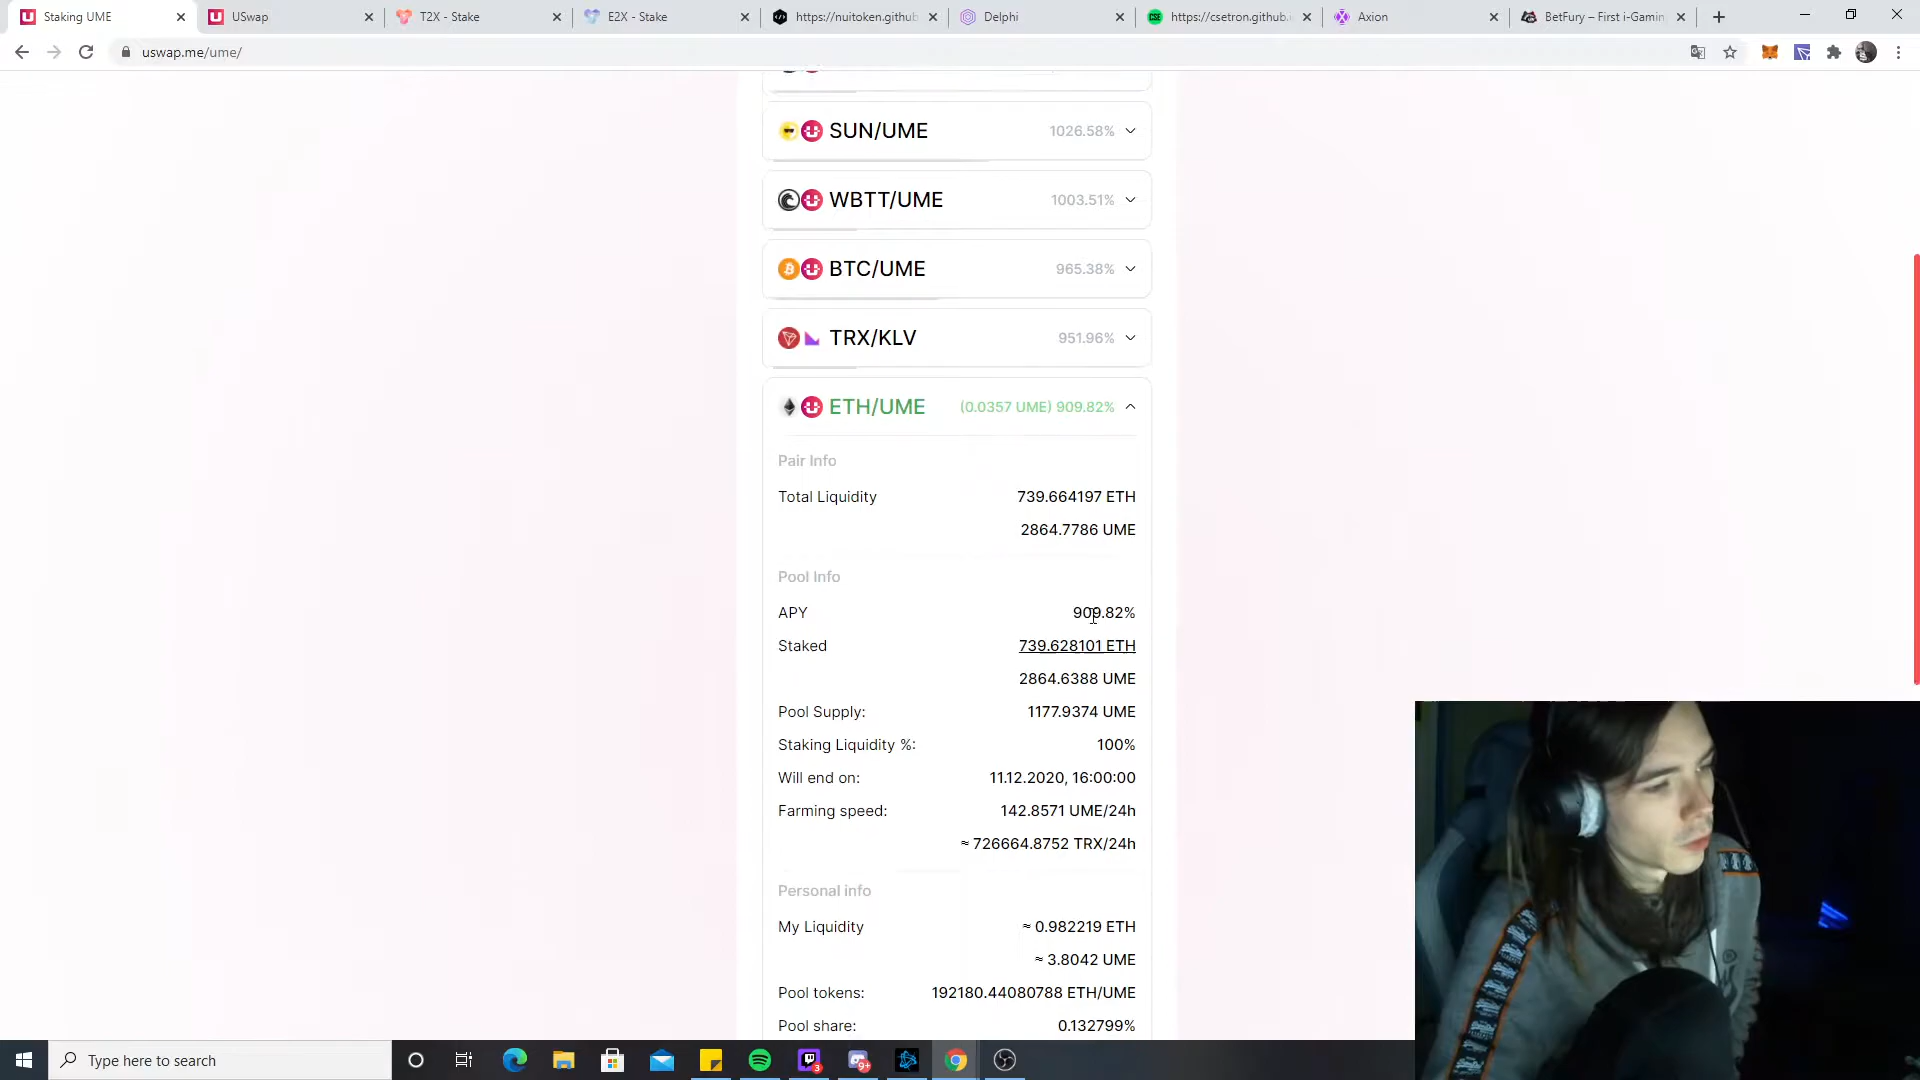 Staking UME
USwap
T2X - Stake
E2X - Stake
https://nuitoken.github
Delphi
https://csetron.github.
Axion
BetFury – First i-Gamin
uswap.me/ume/
SUN/UME 1026.58%
WBTT/UME 1003.51%
BTC/UME 965.38%
TRX/KLV 951.96%
ETH/UME (0.0357 UME) 909.82%
Pair Info
Total Liquidity 739.664197 ETH
2864.7786 UME
Pool Info
APY 909.82%
Staked 739.628101 ETH
2864.6388 UME
Pool Supply: 1177.9374 UME
Staking Liquidity %: 100%
Will end on: 11.12.2020, 16:00:00
Farming speed: 142.8571 UME/24h
≈ 726664.8752 TRX/24h
Personal info
My Liquidity ≈ 0.982219 ETH
≈ 3.8042 UME
Pool tokens: 192180.44080788 ETH/UME
Pool share: 0.132799%
Type here to search
3
9+